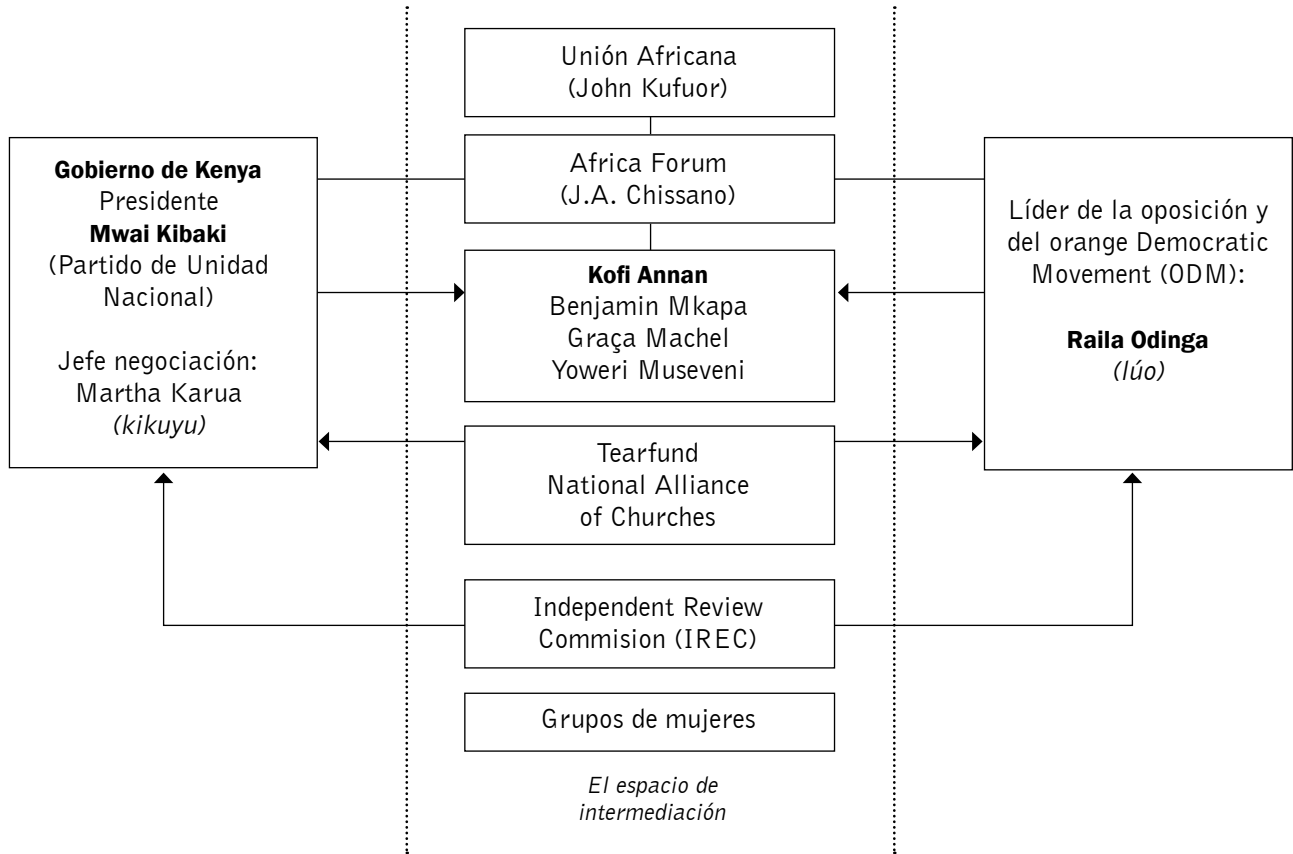 Unión Africana
(John Kufuor)
Gobierno de Kenya
Presidente
Mwai Kibaki
(Partido de Unidad
Nacional)
Jefe negociación:
Martha Karua
(kikuyu)
Africa Forum
(J.A. Chissano)
Kofi Annan
Benjamin Mkapa
Graça Machel
Yoweri Museveni
Líder de la oposición y
del orange Democratic
Movement (ODM):
Raila Odinga
(lúo)
Tearfund
National Alliance
of Churches
Independent Review
Commision (IREC)
Grupos de mujeres
El espacio de
intermediación